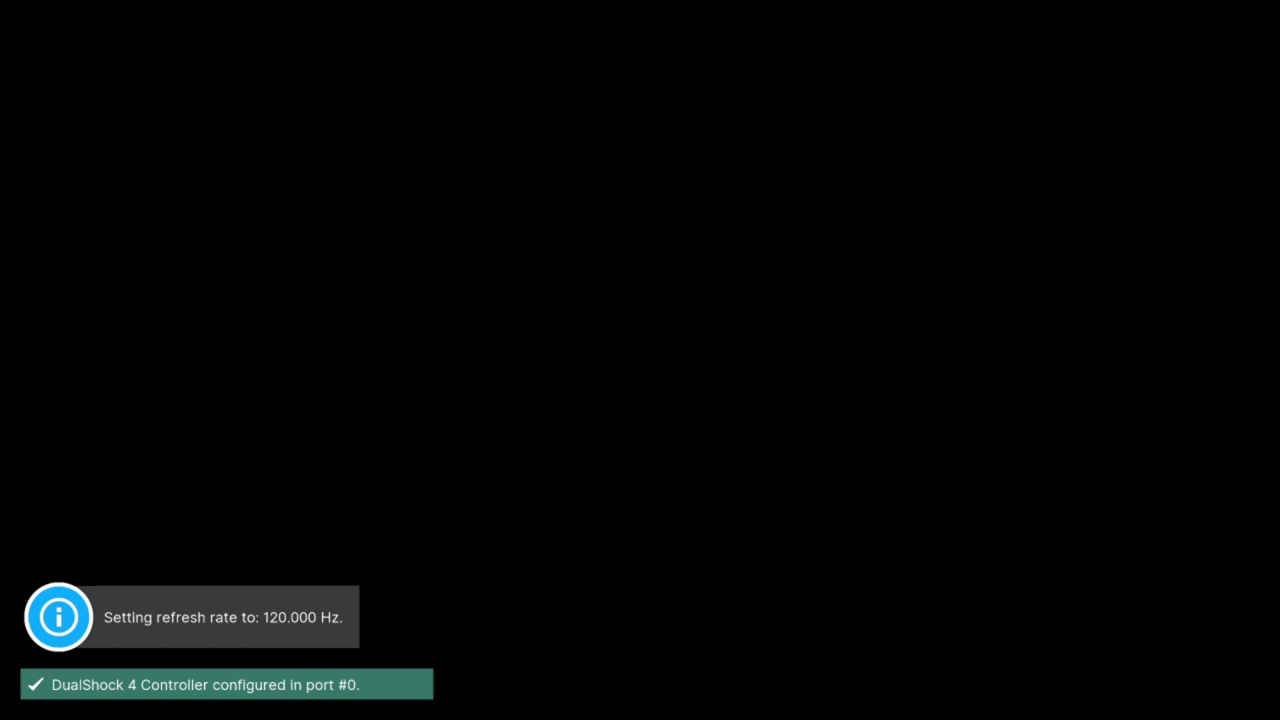 Setting refresh rate to: 120.000 Hz.
DualShock 4 Controller configured in port #0.